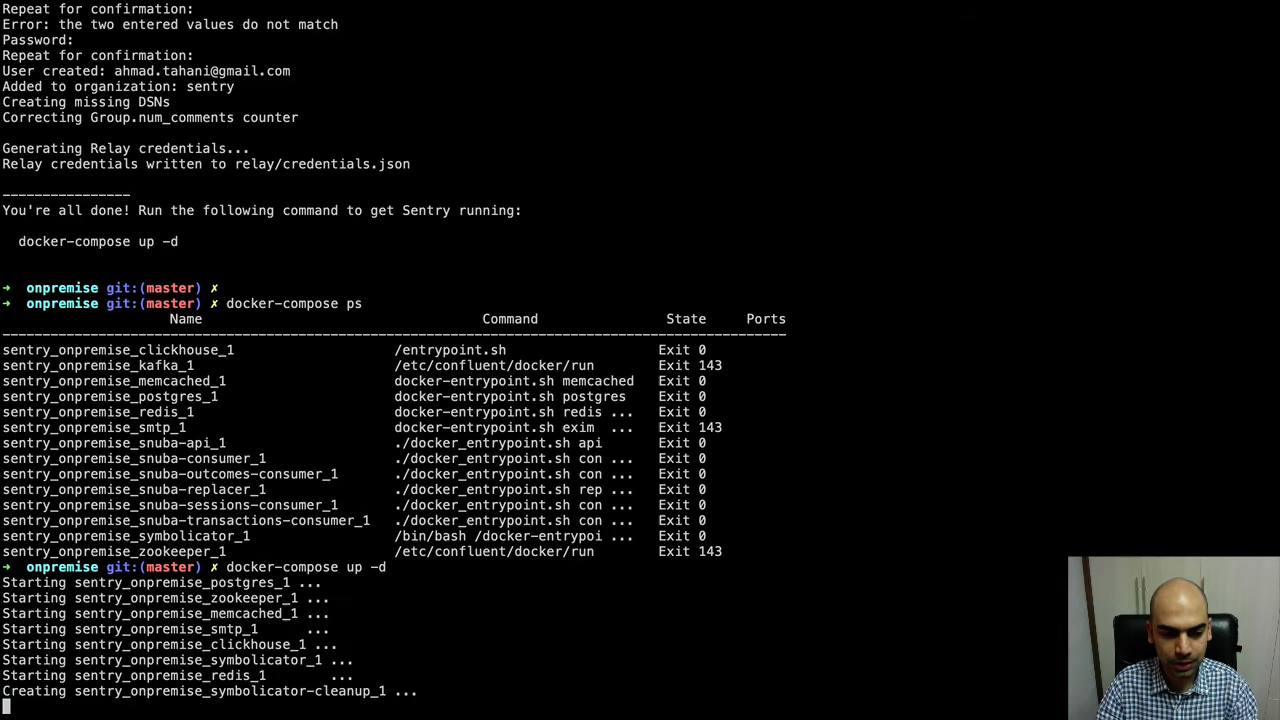 Repeat for confirmation:
Error: the two entered values do not match
Password:
Repeat for confirmation:
User created: ahmad.tahani@gmail.com
Added to organization: sentry
Creating missing DSNs
Correcting Group.num_comments counter
Generating Relay credentials...
Relay credentials written to relay/credentials.json
----------------
You're all done! Run the following command to get Sentry running:
docker-compose up -d
➜ onpremise git:(master) ✗
➜ onpremise git:(master) ✗ docker-compose ps
Name Command State Ports
--------------------------------------------------------------------------------------------------
sentry_onpremise_clickhouse_1 /entrypoint.sh Exit 0
sentry_onpremise_kafka_1 /etc/confluent/docker/run Exit 143
sentry_onpremise_memcached_1 docker-entrypoint.sh memcached Exit 0
sentry_onpremise_postgres_1 docker-entrypoint.sh postgres Exit 0
sentry_onpremise_redis_1 docker-entrypoint.sh redis ... Exit 0
sentry_onpremise_smtp_1 docker-entrypoint.sh exim ... Exit 143
sentry_onpremise_snuba-api_1 ./docker_entrypoint.sh api Exit 0
sentry_onpremise_snuba-consumer_1 ./docker_entrypoint.sh con ... Exit 0
sentry_onpremise_snuba-outcomes-consumer_1 ./docker_entrypoint.sh con ... Exit 0
sentry_onpremise_snuba-replacer_1 ./docker_entrypoint.sh rep ... Exit 0
sentry_onpremise_snuba-sessions-consumer_1 ./docker_entrypoint.sh con ... Exit 0
sentry_onpremise_snuba-transactions-consumer_1 ./docker_entrypoint.sh con ... Exit 0
sentry_onpremise_symbolicator_1 /bin/bash /docker-entrypoi ... Exit 0
sentry_onpremise_zookeeper_1 /etc/confluent/docker/run Exit 143
➜ onpremise git:(master) ✗ docker-compose up -d
Starting sentry_onpremise_postgres_1 ...
Starting sentry_onpremise_zookeeper_1 ...
Starting sentry_onpremise_memcached_1 ...
Starting sentry_onpremise_smtp_1 ...
Starting sentry_onpremise_clickhouse_1 ...
Starting sentry_onpremise_symbolicator_1 ...
Starting sentry_onpremise_redis_1 ...
Creating sentry_onpremise_symbolicator-cleanup_1 ...